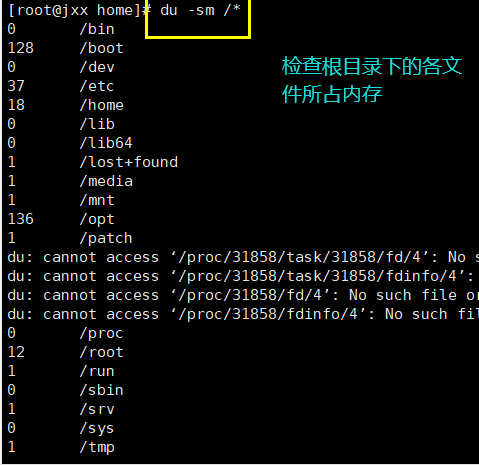 [root@jxx home]# du -sm /*
0 /bin
128 /boot
0 /dev
37 /etc
18 /home
0 /lib
0 /lib64
1 /lost+found
1 /media
1 /mnt
136 /opt
1 /patch
du: cannot access ‘/proc/31858/task/31858/fd/4’: No s
du: cannot access ‘/proc/31858/task/31858/fdinfo/4’:
du: cannot access ‘/proc/31858/fd/4’: No such file or
du: cannot access ‘/proc/31858/fdinfo/4’: No such fil
0 /proc
12 /root
1 /run
0 /sbin
1 /srv
0 /sys
1 /tmp
检查根目录下的各文
件所占内存